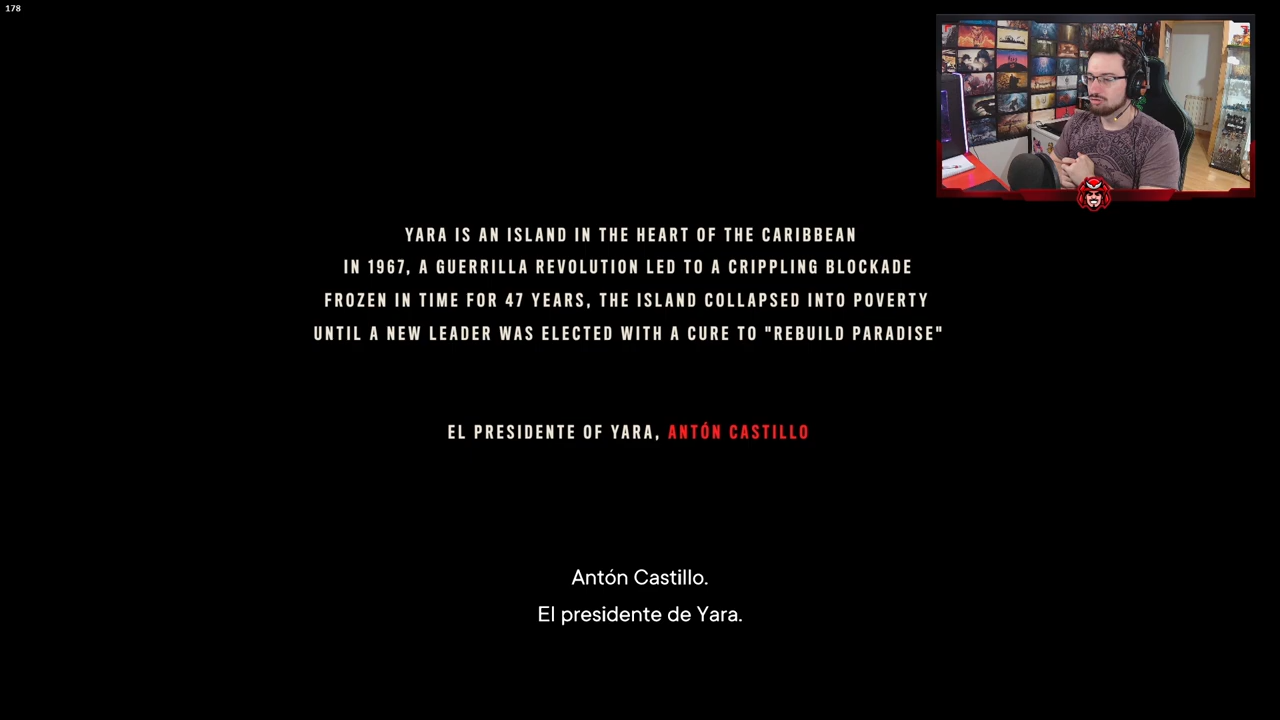 178
YARA IS AN ISLAND IN THE HEART OF THE CARIBBEAN
IN 1967, A GUERRILLA REVOLUTION LED TO A CRIPPLING BLOCKADE
FROZEN IN TIME FOR 47 YEARS, THE ISLAND COLLAPSED INTO POVERTY
UNTIL A NEW LEADER WAS ELECTED WITH A CURE TO "REBUILD PARADISE"
EL PRESIDENTE OF YARA, ANTÓN CASTILLO
Antón Castillo.
El presidente de Yara.